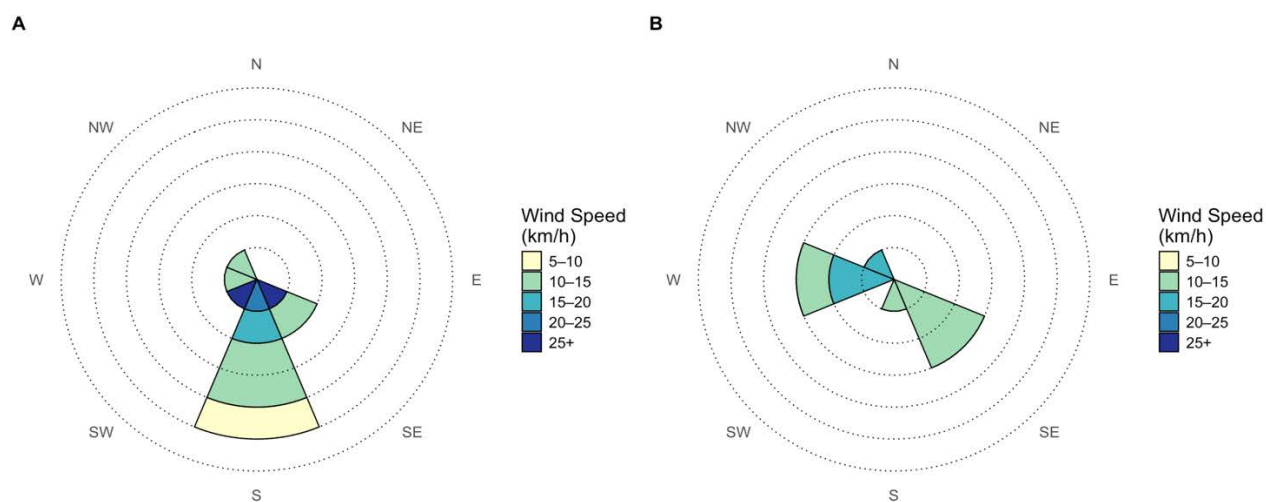 A
N
NW
NE
W
E
SW
SE
S
Wind Speed
(km/h)
5–10
10–15
15–20
20–25
25+
B
N
NW
NE
W
E
SW
SE
S
Wind Speed
(km/h)
5–10
10–15
15–20
20–25
25+